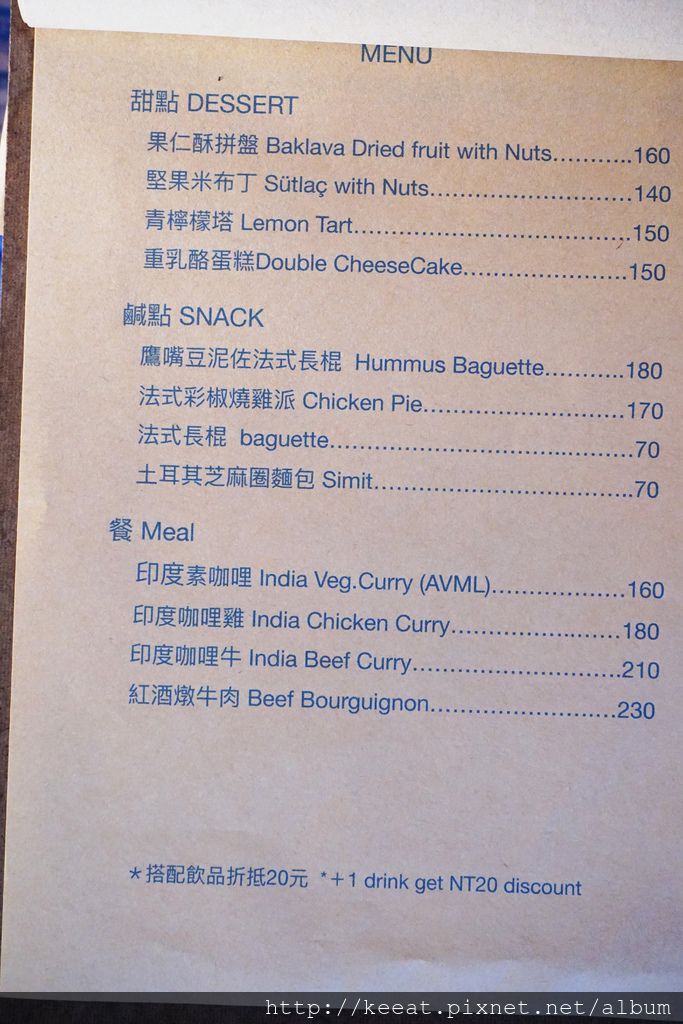 MENU
甜點 DESSERT
果仁酥拼盤 Baklava Dried fruit with Nuts............160
堅果米布丁 Sütlaç with Nuts...........................140
青檸檬塔 Lemon Tart.....................................150
重乳酪蛋糕Double CheeseCake......................150
鹹點 SNACK
鷹嘴豆泥佐法式長棍 Hummus Baguette...........180
法式彩椒燒雞派 Chicken Pie...........................170
法式長棍 baguette.........................................70
土耳其芝麻圈麵包 Simit...................................70
餐 Meal
印度素咖哩 India Veg.Curry (AVML)..................160
印度咖哩雞 India Chicken Curry.......................180
印度咖哩牛 India Beef Curry............................210
紅酒燉牛肉 Beef Bourguignon.........................230
＊搭配飲品折抵20元 *＋1 drink get NT20 discount
http://keeat.pixnet.net/album